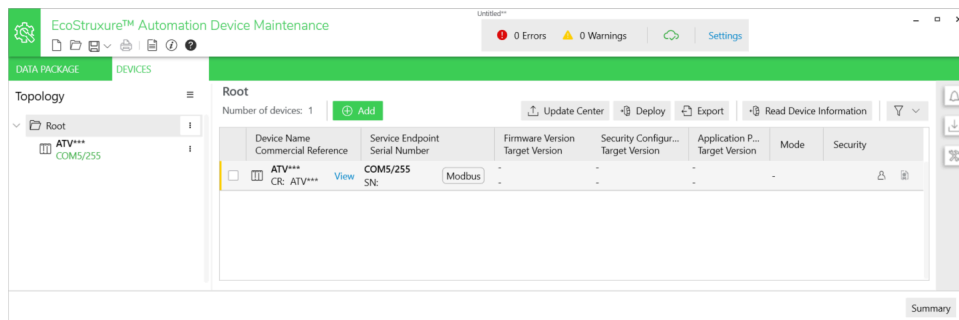 Untitled**
EcoStruxure™ Automation Device Maintenance
0 Errors
0 Warnings
Settings
DATA PACKAGE
DEVICES
Topology
Root
ATV***
COM5/255
Root
Number of devices: 1
Add
Update Center
Deploy
Export
Read Device Information
Device Name
Commercial Reference
Service Endpoint
Serial Number
Firmware Version
Target Version
Security Configur...
Target Version
Application P...
Target Version
Mode
Security
ATV***
CR: ATV***
View
COM5/255
SN:
Modbus
-
-
-
-
-
-
-
Summary